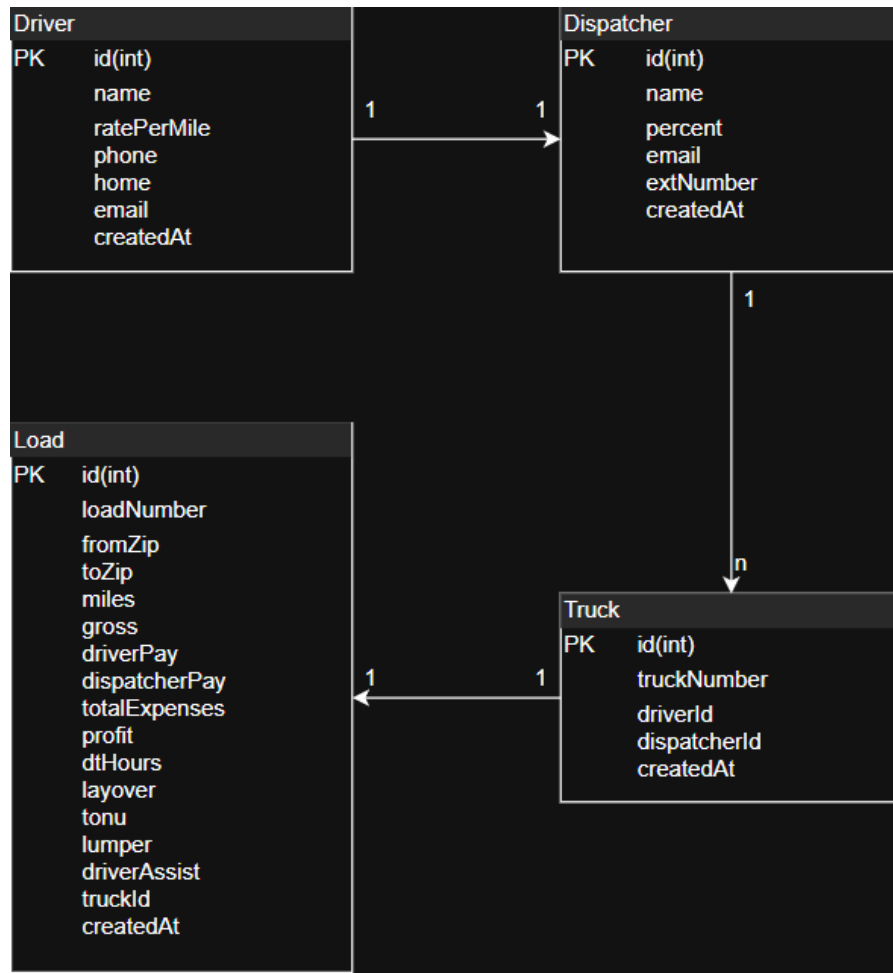 Driver
PK id(int)
name
ratePerMile
phone
home
email
createdAt
1 1
Dispatcher
PK id(int)
name
percent
email
extNumber
createdAt
1
n
Load
PK id(int)
loadNumber
fromZip
toZip
miles
gross
driverPay
dispatcherPay
totalExpenses
profit
dtHours
layover
tonu
lumper
driverAssist
truckId
createdAt
1 1
Truck
PK id(int)
truckNumber
driverId
dispatcherId
createdAt